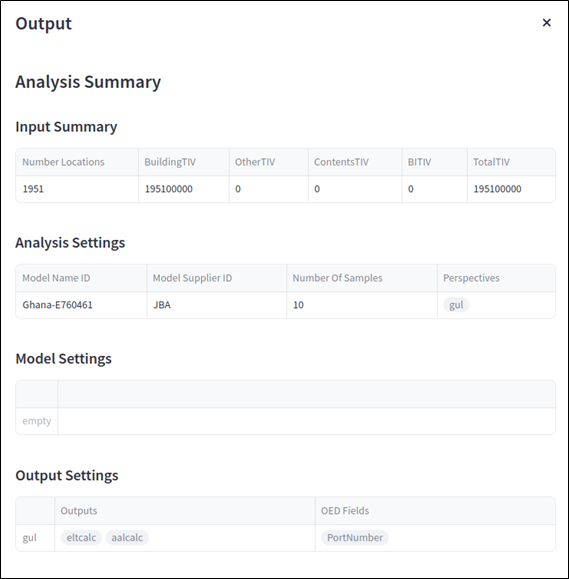 Output ×
Analysis Summary
Input Summary
Number Locations BuildingTIV OtherTIV ContentsTIV BITIV TotalTIV
1951 195100000 0 0 0 195100000
Analysis Settings
Model Name ID Model Supplier ID Number Of Samples Perspectives
Ghana-E760461 JBA 10 gul
Model Settings
empty
Output Settings
Outputs OED Fields
gul eltcalc aalcalc PortNumber